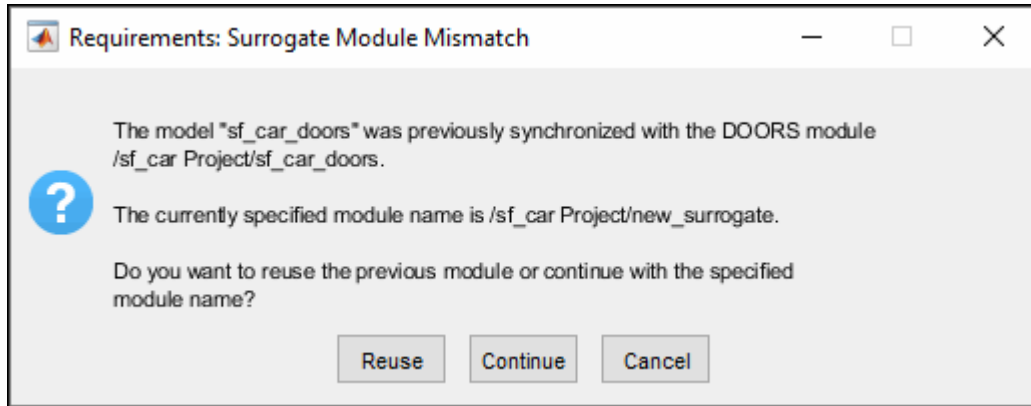 Requirements: Surrogate Module Mismatch
The model "sf_car_doors" was previously synchronized with the DOORS module
/sf_car Project/sf_car_doors.
The currently specified module name is /sf_car Project/new_surrogate.
Do you want to reuse the previous module or continue with the specified
module name?
Reuse Continue Cancel